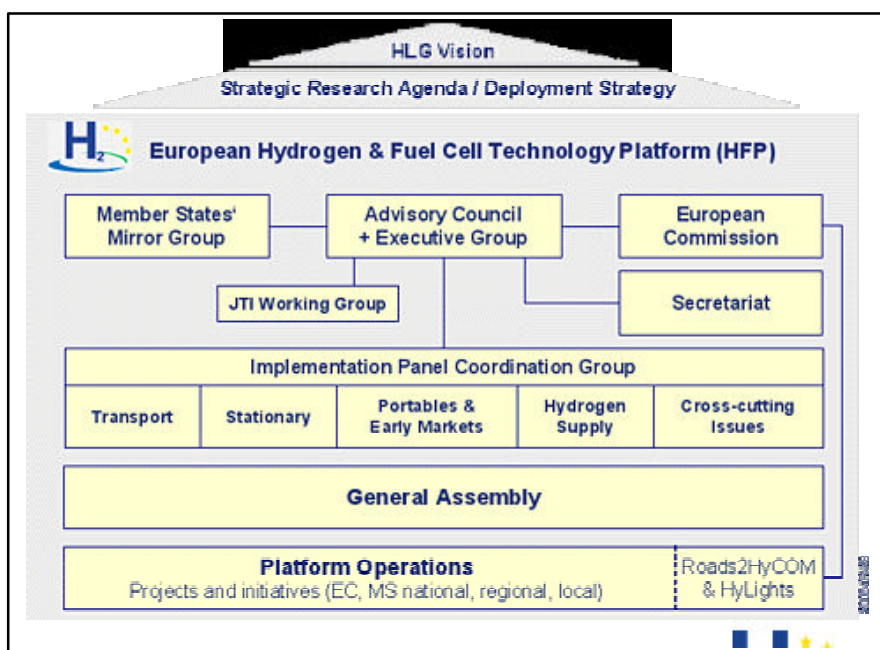 HLG Vision
Strategic Research Agenda / Deployment Strategy
H2
European Hydrogen & Fuel Cell Technology Platform (HFP)
Member States'
Mirror Group
Advisory Council
+ Executive Group
European
Commission
JTI Working Group
Secretariat
Implementation Panel Coordination Group
Transport
Stationary
Portables &
Early Markets
Hydrogen
Supply
Cross-cutting
Issues
General Assembly
Platform Operations
Projects and initiatives (EC, MS national, regional, local)
Roads2HyCOM
& HyLights